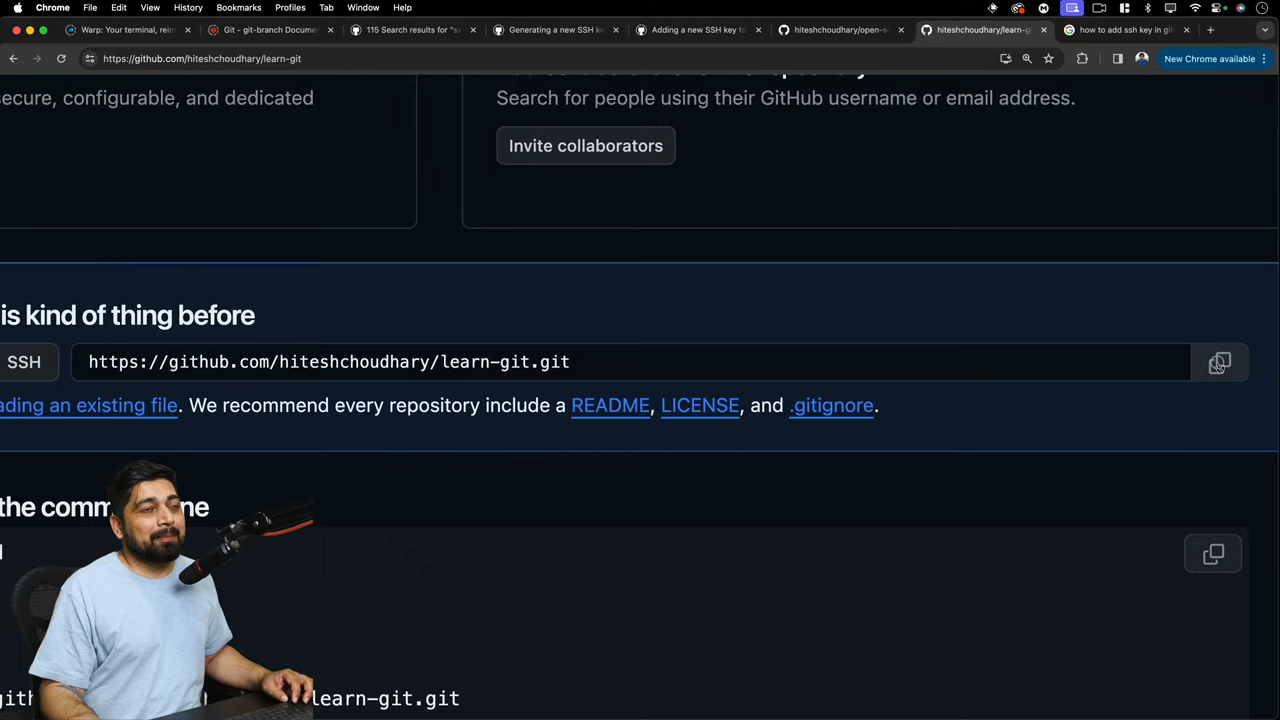 Chrome File Edit View History Bookmarks Profiles Tab Window Help
Warp: Your terminal, rei
Git - git-branch Docume
115 Search results for "s
Generating a new SSH ke
Adding a new SSH key to
hiteshchoudhary/open-s
hiteshchoudhary/learn-gi
how to add ssh key in git
https://github.com/hiteshchoudhary/learn-git
New Chrome available
secure, configurable, and dedicated
Search for people using their GitHub username or email address.
Invite collaborators
is kind of thing before
SSH
https://github.com/hiteshchoudhary/learn-git.git
ading an existing file. We recommend every repository include a README, LICENSE, and .gitignore.
the comm ne
gith learn-git.git